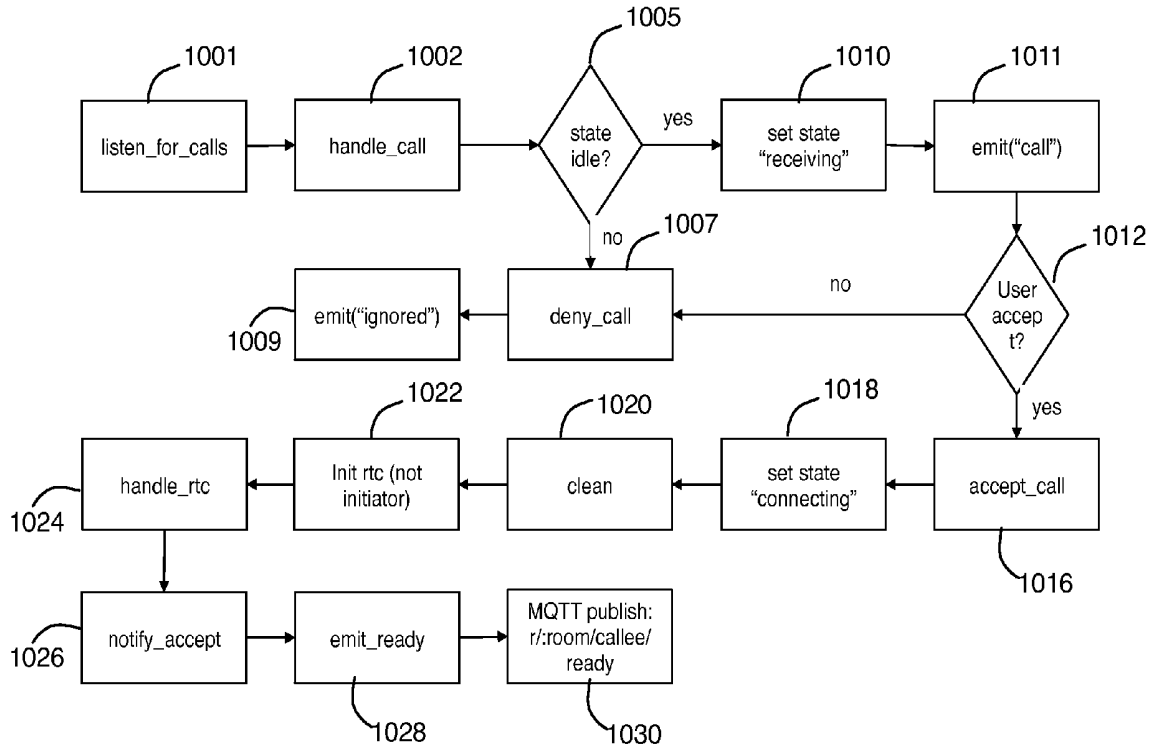 1005
1001
1002
1010
1011
listen_for_calls
handle_call
state
idle?
yes
set state
“receiving”
emit(“call”)
no
1007
1012
emit(“ignored”)
deny_call
no
User
accep
t?
1009
1022
1020
1018
yes
handle_rtc
Init rtc (not
initiator)
clean
set state
“connecting”
accept_call
1024
1016
notify_accept
emit_ready
MQTT publish:
r/:room/callee/
ready
1026
1028
1030